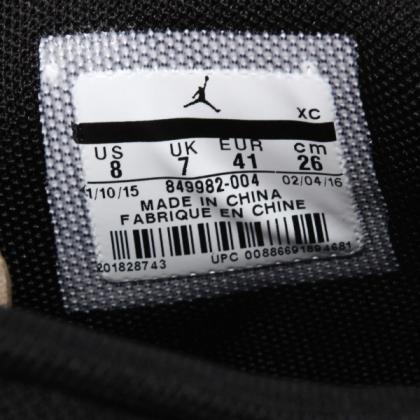 XC
US UK EUR cm
8 7 41 26
1/10/15 849982-004 02/04/16
MADE IN CHINA
FABRIQUE EN CHINE
201828743 UPC 00886691894681